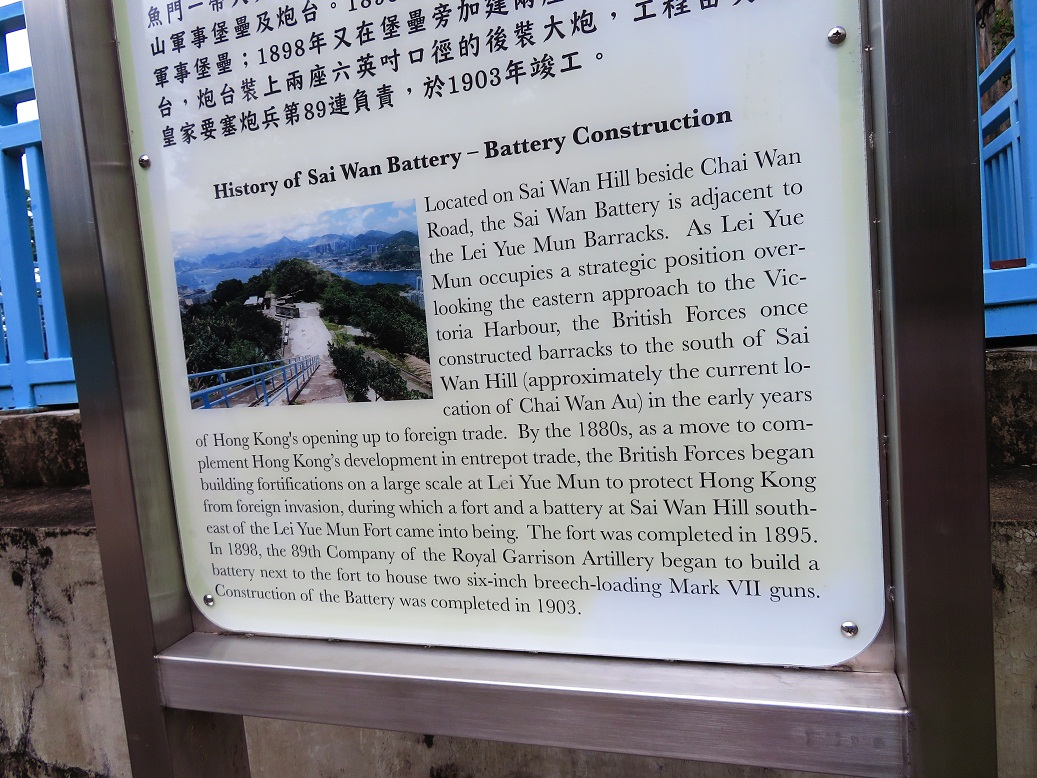 魚門一帶
山軍事堡壘及炮台。189
軍事堡壘；1898年又在堡壘旁加建兩
台，炮台裝上兩座六英吋口徑的後裝大炮，工程由
皇家要塞炮兵第89連負責，於1903年竣工。
History of Sai Wan Battery – Battery Construction
Located on Sai Wan Hill beside Chai Wan
Road, the Sai Wan Battery is adjacent to
the Lei Yue Mun Barracks. As Lei Yue
Mun occupies a strategic position over-
looking the eastern approach to the Vic-
toria Harbour, the British Forces once
constructed barracks to the south of Sai
Wan Hill (approximately the current lo-
cation of Chai Wan Au) in the early years
of Hong Kong's opening up to foreign trade. By the 1880s, as a move to com-
plement Hong Kong's development in entrepot trade, the British Forces began
building fortifications on a large scale at Lei Yue Mun to protect Hong Kong
from foreign invasion, during which a fort and a battery at Sai Wan Hill south-
east of the Lei Yue Mun Fort came into being. The fort was completed in 1895.
In 1898, the 89th Company of the Royal Garrison Artillery began to build a
battery next to the fort to house two six-inch breech-loading Mark VII guns.
Construction of the Battery was completed in 1903.